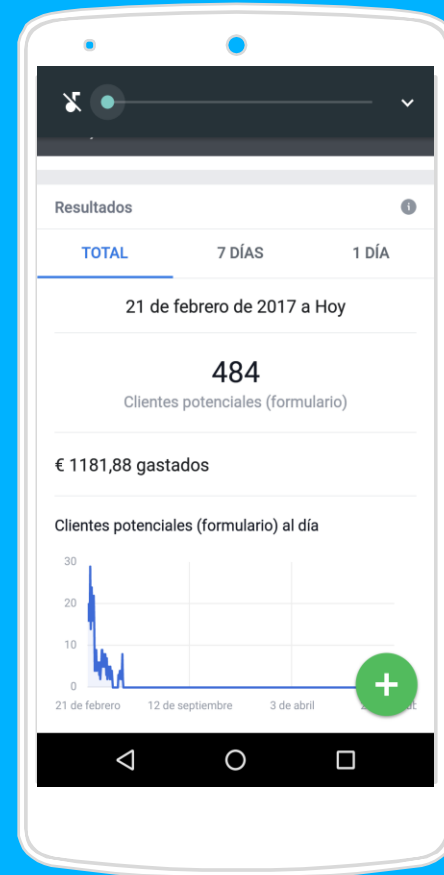 Resultados
TOTAL 7 DÍAS 1 DÍA
21 de febrero de 2017 a Hoy
484
Clientes potenciales (formulario)
€ 1181,88 gastados
Clientes potenciales (formulario) al día
30
20
10
0
21 de febrero 12 de septiembre 3 de abril